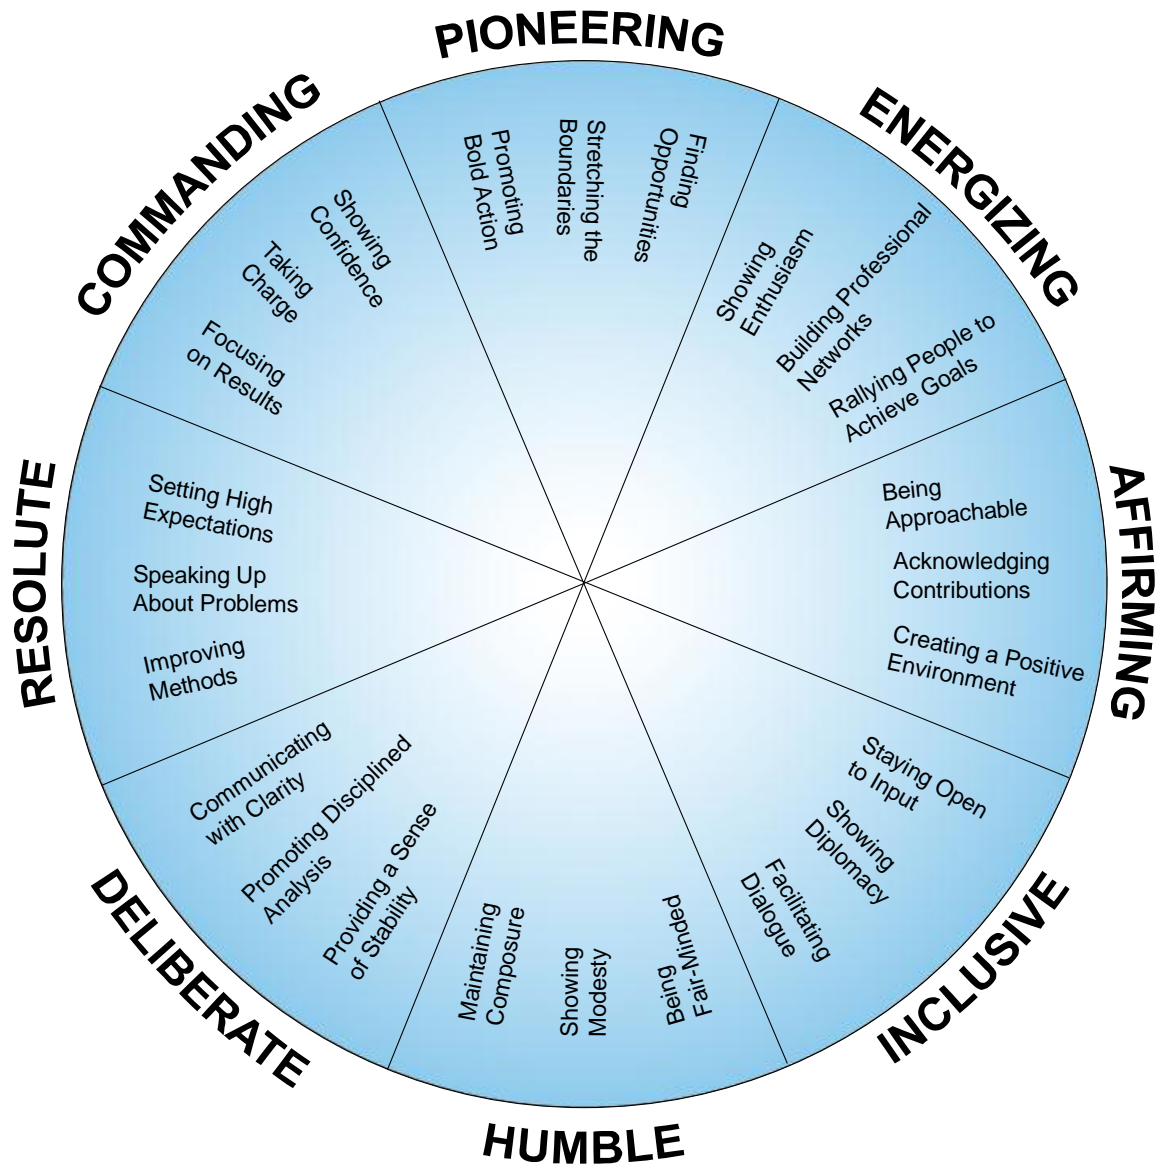 PIONEERING
Promoting
Bold Action
Stretching the
Boundaries
Finding
Opportunities
ENERGIZING
Showing
Enthusiasm
Building Professional
Networks
Rallying People to
Achieve Goals
AFFIRMING
Being
Approachable
Acknowledging
Contributions
Creating a Positive
Environment
INCLUSIVE
Staying Open
to Input
Showing
Diplomacy
Facilitating
Dialogue
HUMBLE
Being
Fair-Minded
Showing
Modesty
Maintaining
Composure
DELIBERATE
Providing a Sense
of Stability
Promoting Disciplined
Analysis
Communicating
with Clarity
RESOLUTE
Improving
Methods
Speaking Up
About Problems
Setting High
Expectations
COMMANDING
Focusing
on Results
Taking
Charge
Showing
Confidence